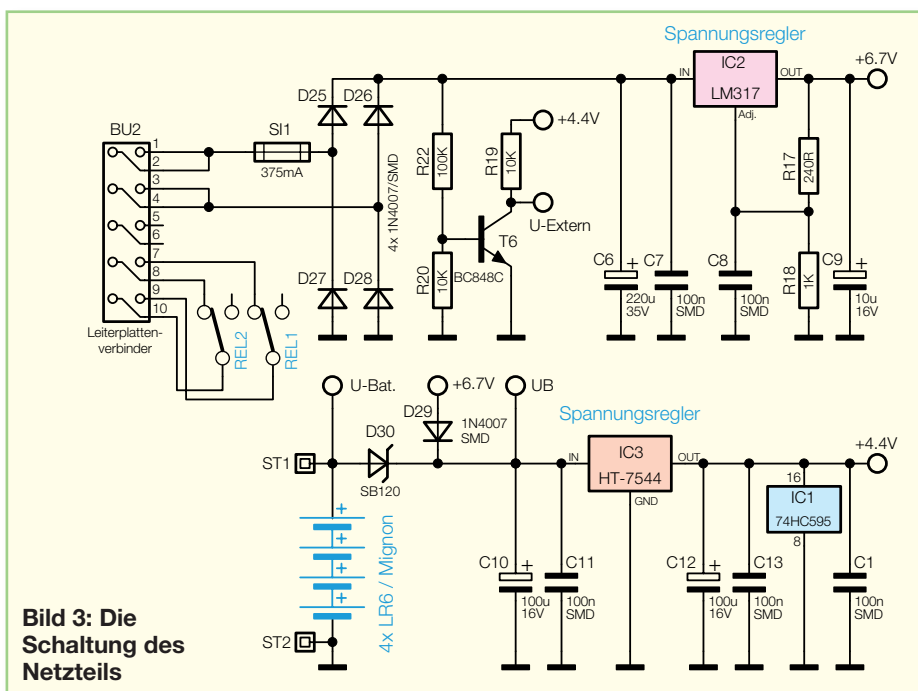 Spannungsregler
+6.7V
IC2
IN
OUT
LM317
Adj.
D25
D26
BU2
SI1
375mA
1
2
3
4
5
6
7
8
9
10
Leiterplatten-
verbinder
REL2
REL1
4x 1N4007/SMD
D27
D28
R22
100K
R19
10K
+4.4V
U-Extern
T6
BC848C
R20
10K
C6
+
220u
35V
C7
100n
SMD
C8
100n
SMD
R17
240R
R18
1K
C9
+
10u
16V
U-Bat.
+6.7V
UB
D29
1N4007
SMD
Spannungsregler
D30
ST1
SB120
IN
IC3
OUT
HT-7544
GND
+4.4V
16
IC1
74HC595
8
+
+
+
+
4x LR6 / Mignon
C10
+
100u
16V
C11
100n
SMD
C12
+
100u
16V
C13
100n
SMD
C1
100n
SMD
ST2
Bild 3: Die
Schaltung des
Netzteils